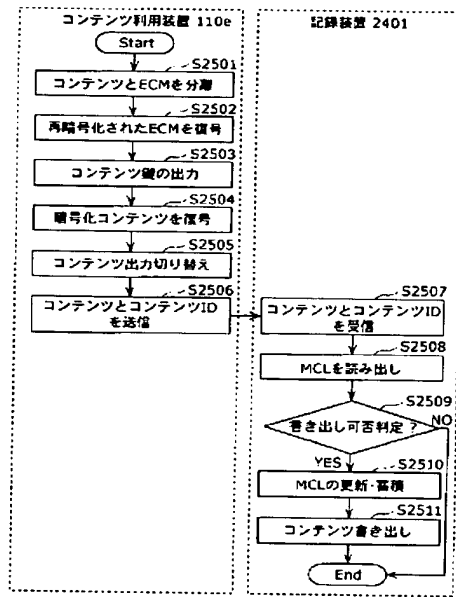 コンテンツ利用装置 110e
Start
S2501
コンテンツとECMを分離
S2502
再暗号化されたECMを復号
S2503
コンテンツ鍵の出力
S2504
暗号化コンテンツを復号
S2505
コンテンツ出力切り替え
S2506
コンテンツとコンテンツID
を送信
記録装置 2401
S2507
コンテンツとコンテンツID
を受信
S2508
MCLを読み出し
S2509
書き出し可否判定?
NO
YES
S2510
MCLの更新・蓄積
S2511
コンテンツ書き出し
End